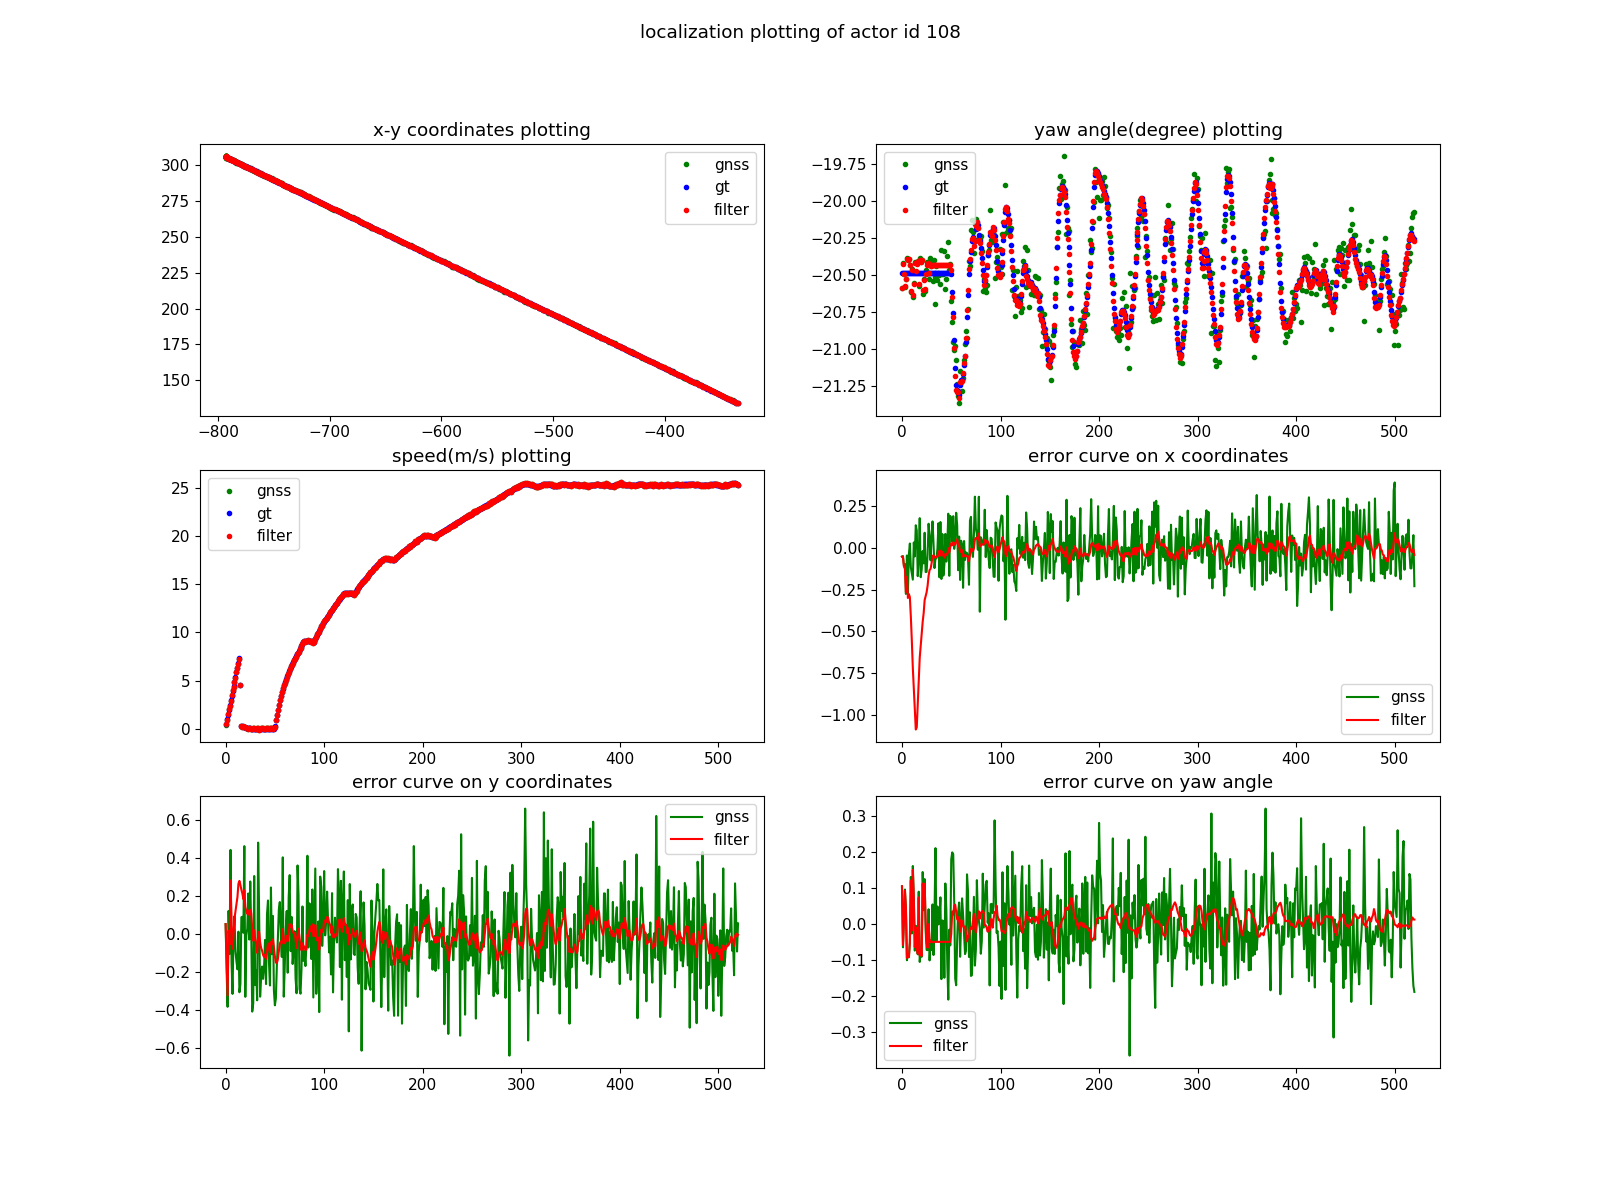 localization plotting of actor id 108
x-y coordinates plotting
gnss
gt
filter
300
275
250
225
200
175
150
−800 −700 −600 −500 −400
yaw angle(degree) plotting
gnss
gt
filter
−19.75
−20.00
−20.25
−20.50
−20.75
−21.00
−21.25
0 100 200 300 400 500
speed(m/s) plotting
gnss
gt
filter
25
20
15
10
5
0
0 100 200 300 400 500
error curve on x coordinates
0.25
0.00
−0.25
−0.50
−0.75
−1.00
gnss
filter
0 100 200 300 400 500
error curve on y coordinates
gnss
filter
0.6
0.4
0.2
0.0
−0.2
−0.4
−0.6
0 100 200 300 400 500
error curve on yaw angle
0.3
0.2
0.1
0.0
−0.1
−0.2
−0.3
gnss
filter
0 100 200 300 400 500